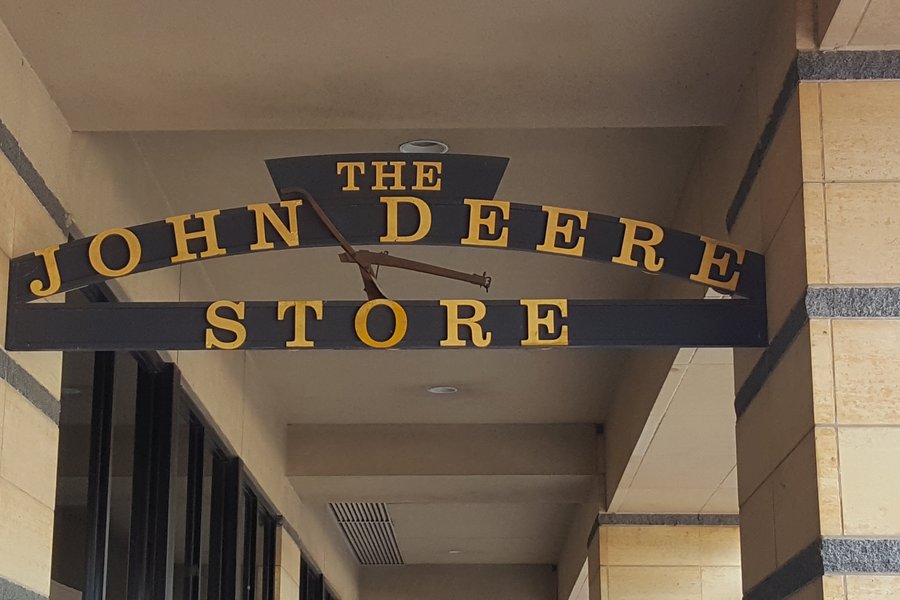 THE
JOHN DEERE
STORE